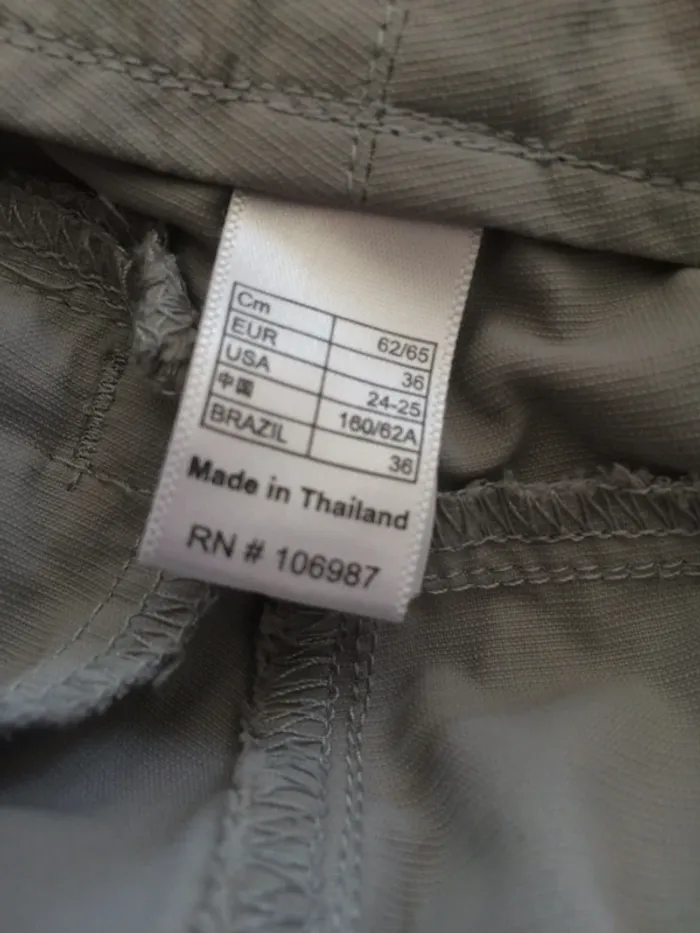 Cm 62/65
EUR 36
USA 24-25
中国 160/62A
BRAZIL 36
Made in Thailand
RN # 106987